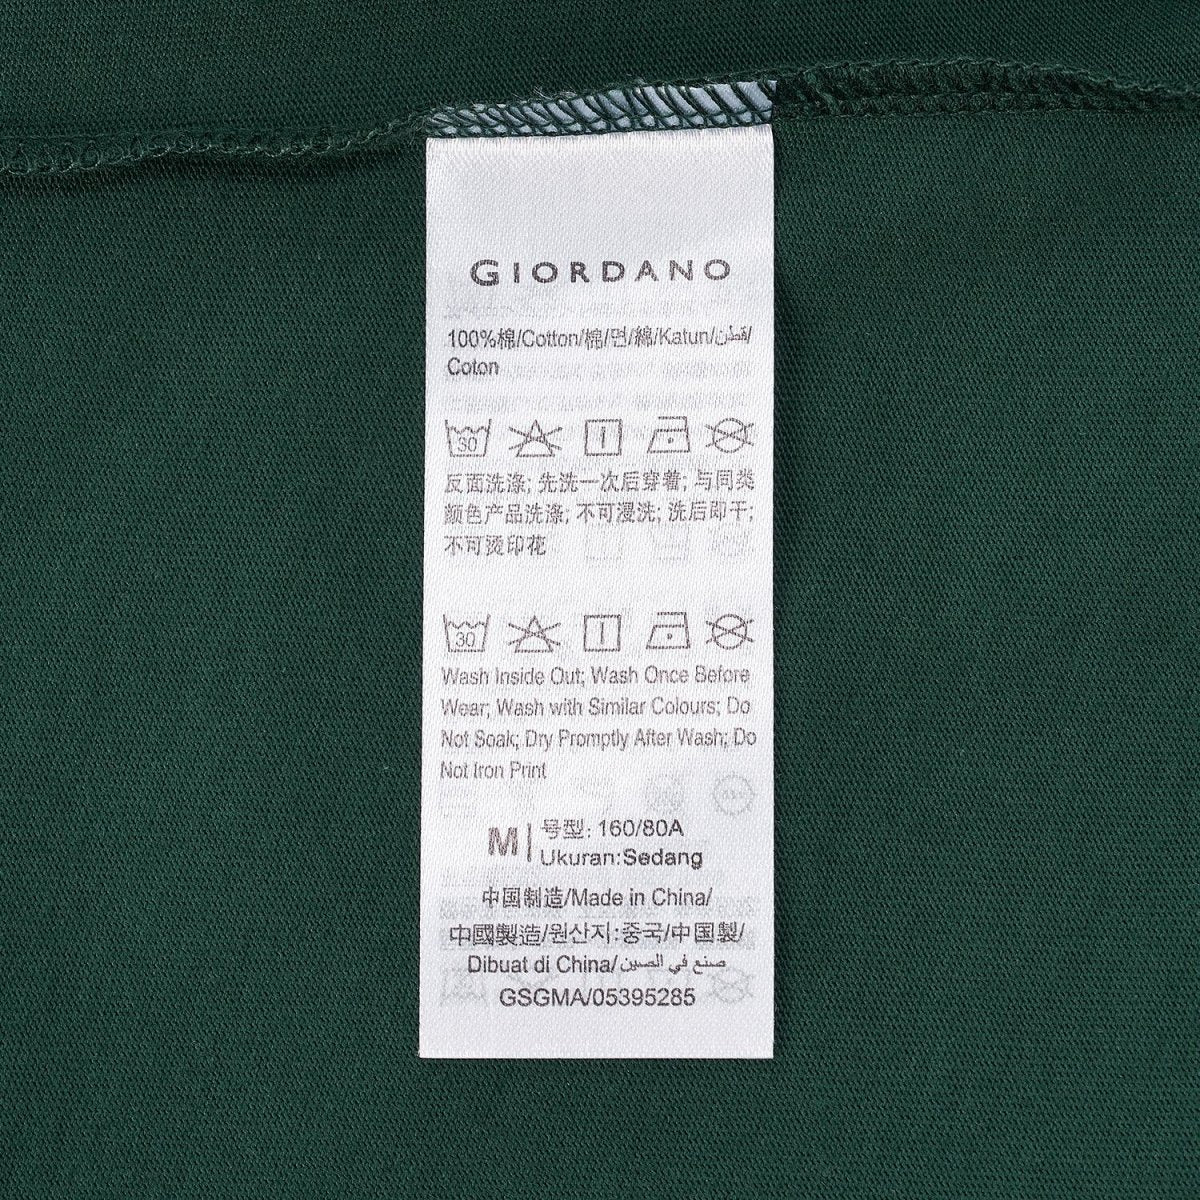 GIORDANO
100%棉/Cotton/棉/면/綿/Katun/قطن/
Coton
30
反面洗涤; 先洗一次后穿着; 与同类
颜色产品洗涤; 不可浸洗; 洗后即干;
不可烫印花
30
Wash Inside Out; Wash Once Before
Wear; Wash with Similar Colours; Do
Not Soak; Dry Promptly After Wash; Do
Not Iron Print
M 号型: 160/80A
Ukuran:Sedang
中国制造/Made in China/
中國製造/원산지:중국/中国製/
Dibuat di China/صنع في الصين
GSGMA/05395285